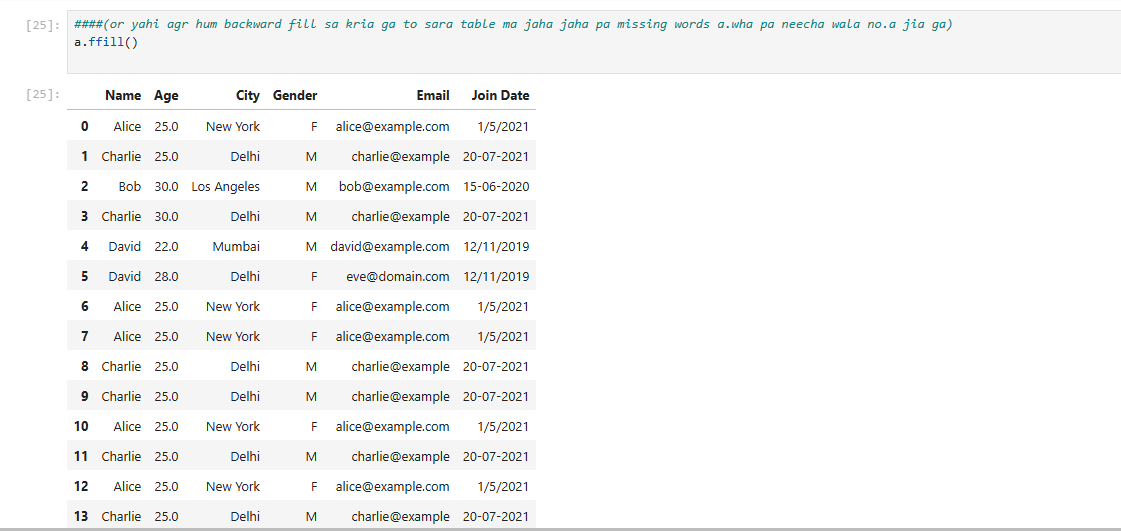 [25]: ####(or yahi agr hum backward fill sa kria ga to sara table ma jaha jaha pa missing words a.wha pa neecha wala no.a jia ga)
a.ffill()
[25]:
Name Age City Gender Email Join Date
0 Alice 25.0 New York F alice@example.com 1/5/2021
1 Charlie 25.0 Delhi M charlie@example 20-07-2021
2 Bob 30.0 Los Angeles M bob@example.com 15-06-2020
3 Charlie 30.0 Delhi M charlie@example 20-07-2021
4 David 22.0 Mumbai M david@example.com 12/11/2019
5 David 28.0 Delhi F eve@domain.com 12/11/2019
6 Alice 25.0 New York F alice@example.com 1/5/2021
7 Alice 25.0 New York F alice@example.com 1/5/2021
8 Charlie 25.0 Delhi M charlie@example 20-07-2021
9 Charlie 25.0 Delhi M charlie@example 20-07-2021
10 Alice 25.0 New York F alice@example.com 1/5/2021
11 Charlie 25.0 Delhi M charlie@example 20-07-2021
12 Alice 25.0 New York F alice@example.com 1/5/2021
13 Charlie 25.0 Delhi M charlie@example 20-07-2021